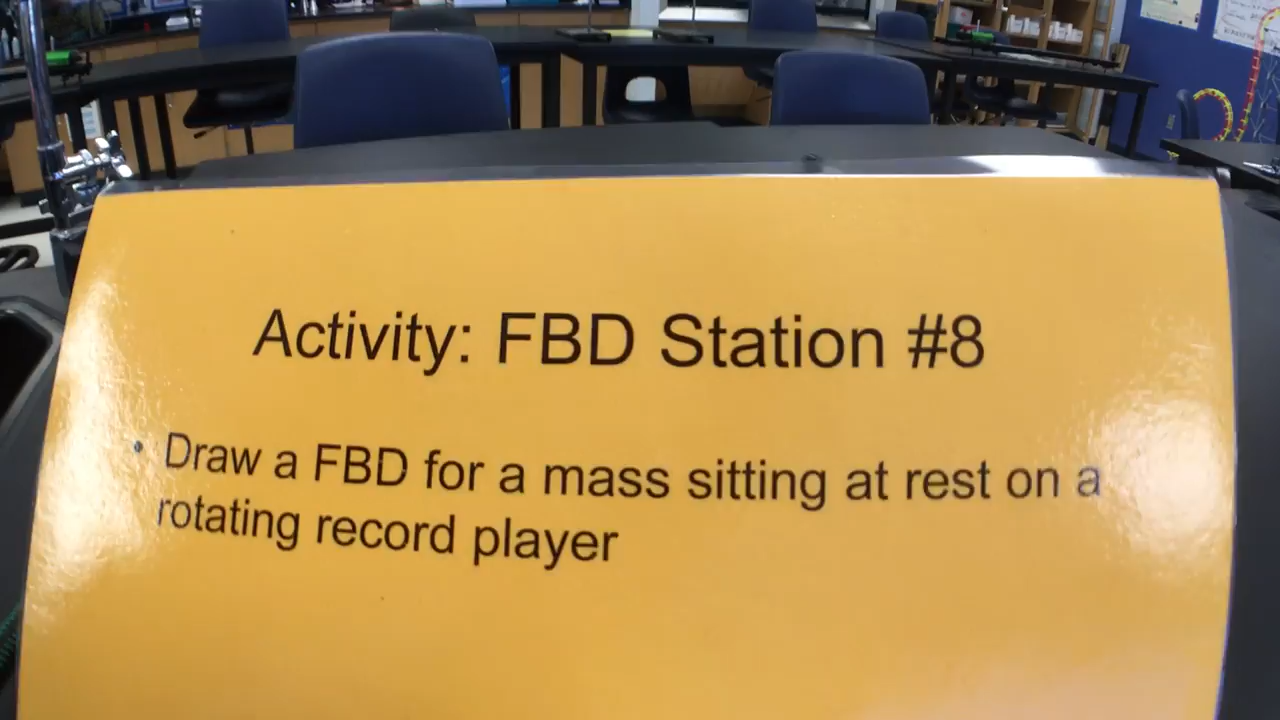 Activity: FBD Station #8
• Draw a FBD for a mass sitting at rest on a
rotating record player